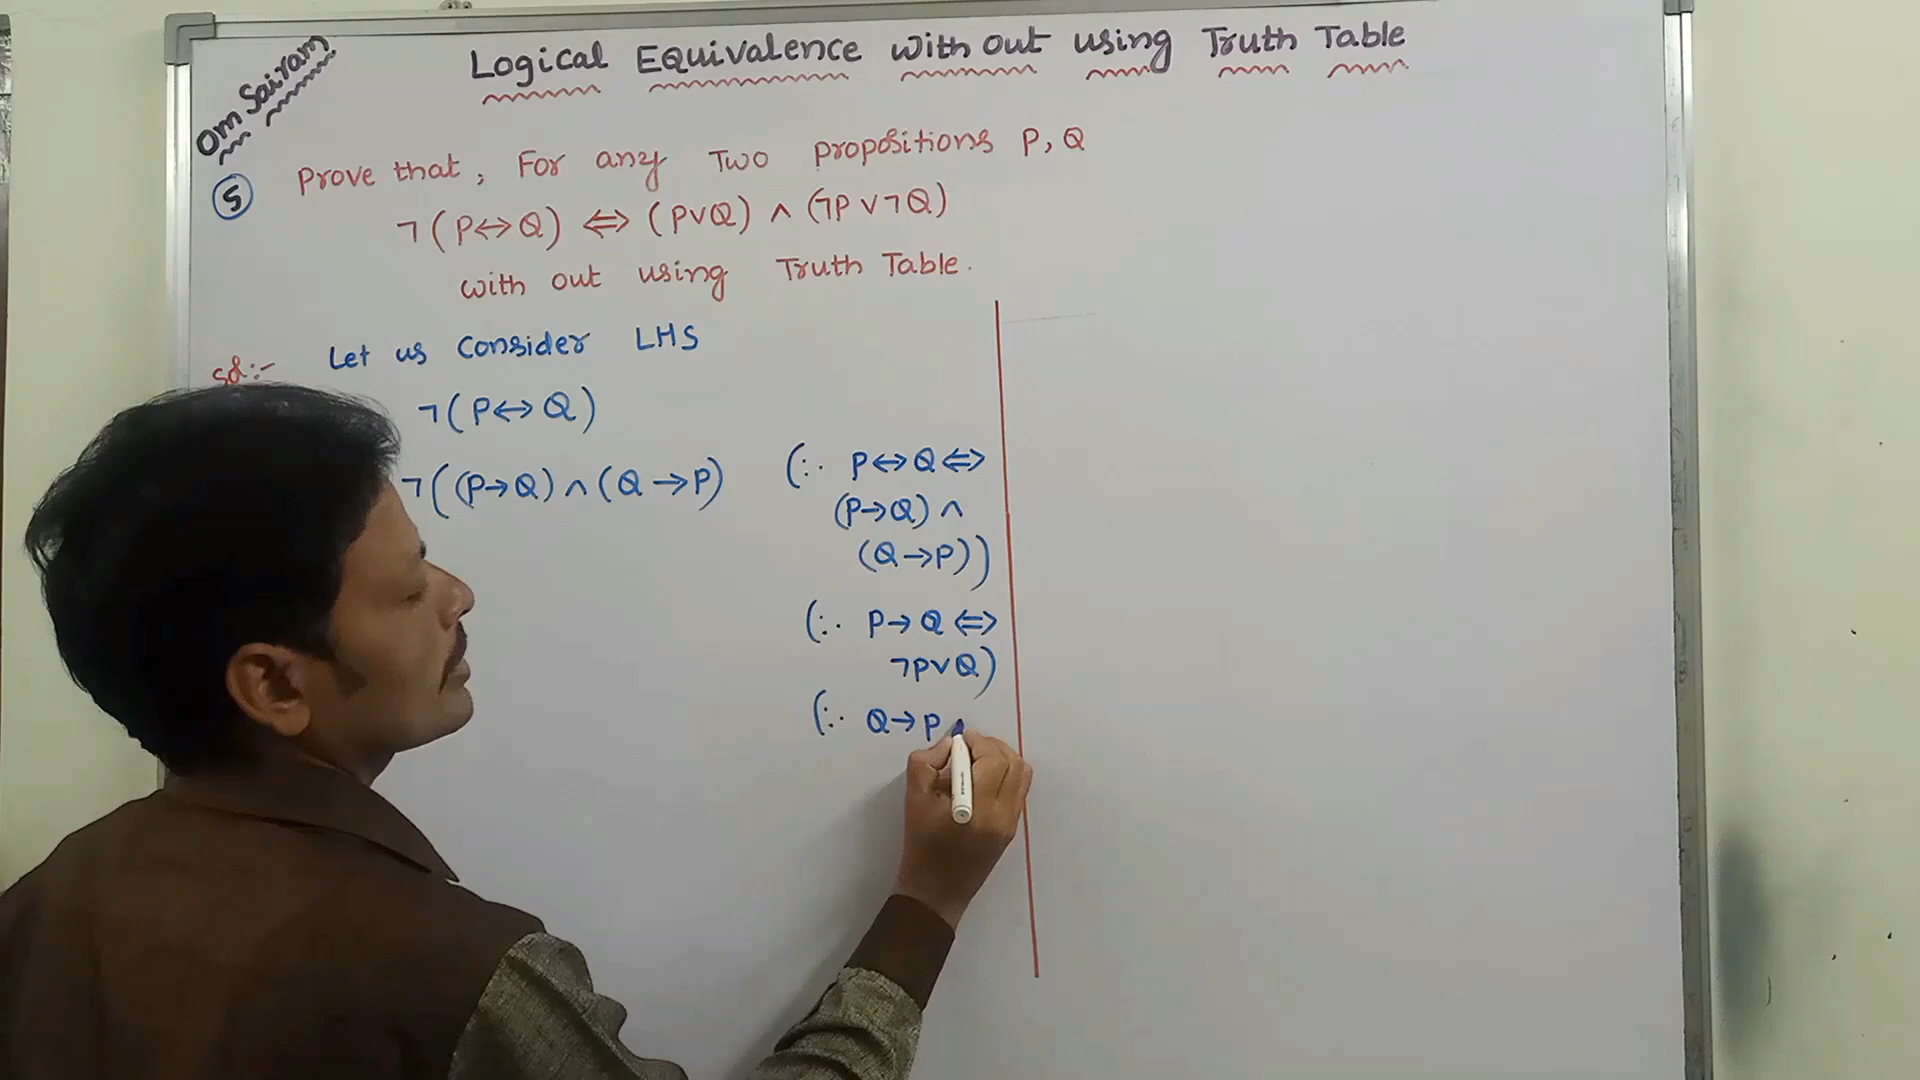 Om Sairam
Logical Equivalence with out using Truth Table
5
Prove that, For any Two propositions P, Q
¬(P↔Q) ⇔ (P∨Q) ∧ (¬P∨¬Q)
with out using Truth Table.
Sol:- Let us Consider LHS
¬(P↔Q)
¬((P→Q)∧(Q→P)
(∵ P↔Q⇔
(P→Q)∧
(Q→P))
(∵ P→Q⇔
¬P∨Q)
(∵ Q→P